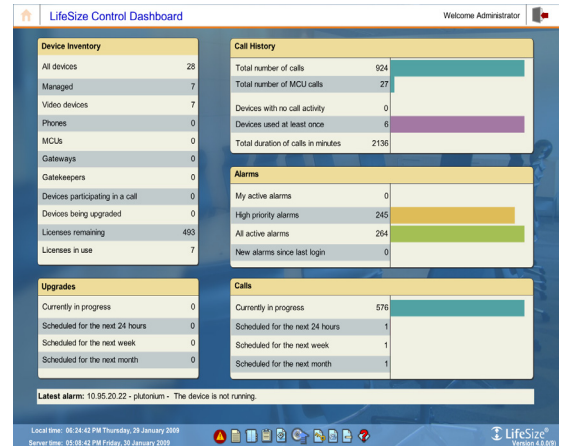 LifeSize Control Dashboard
Welcome Administrator
Device Inventory
All devices 28
Managed 7
Video devices 7
Phones 0
MCUs 0
Gateways 0
Gatekeepers 0
Devices participating in a call 0
Devices being upgraded 0
Licenses remaining 493
Licenses in use 7
Call History
Total number of calls 924
Total number of MCU calls 27
Devices with no call activity 0
Devices used at least once 6
Total duration of calls in minutes 2136
Alarms
My active alarms 0
High priority alarms 245
All active alarms 264
New alarms since last login 0
Upgrades
Currently in progress 0
Scheduled for the next 24 hours 0
Scheduled for the next week 0
Scheduled for the next month 0
Calls
Currently in progress 576
Scheduled for the next 24 hours 1
Scheduled for the next week 1
Scheduled for the next month 1
Latest alarm: 10.95.20.22 - plutonium - The device is not running.
Local time: 06:24:42 PM Thursday, 29 January 2009
Server time: 05:08:42 PM Friday, 30 January 2009
LifeSize®
Version 4.0.0(9)